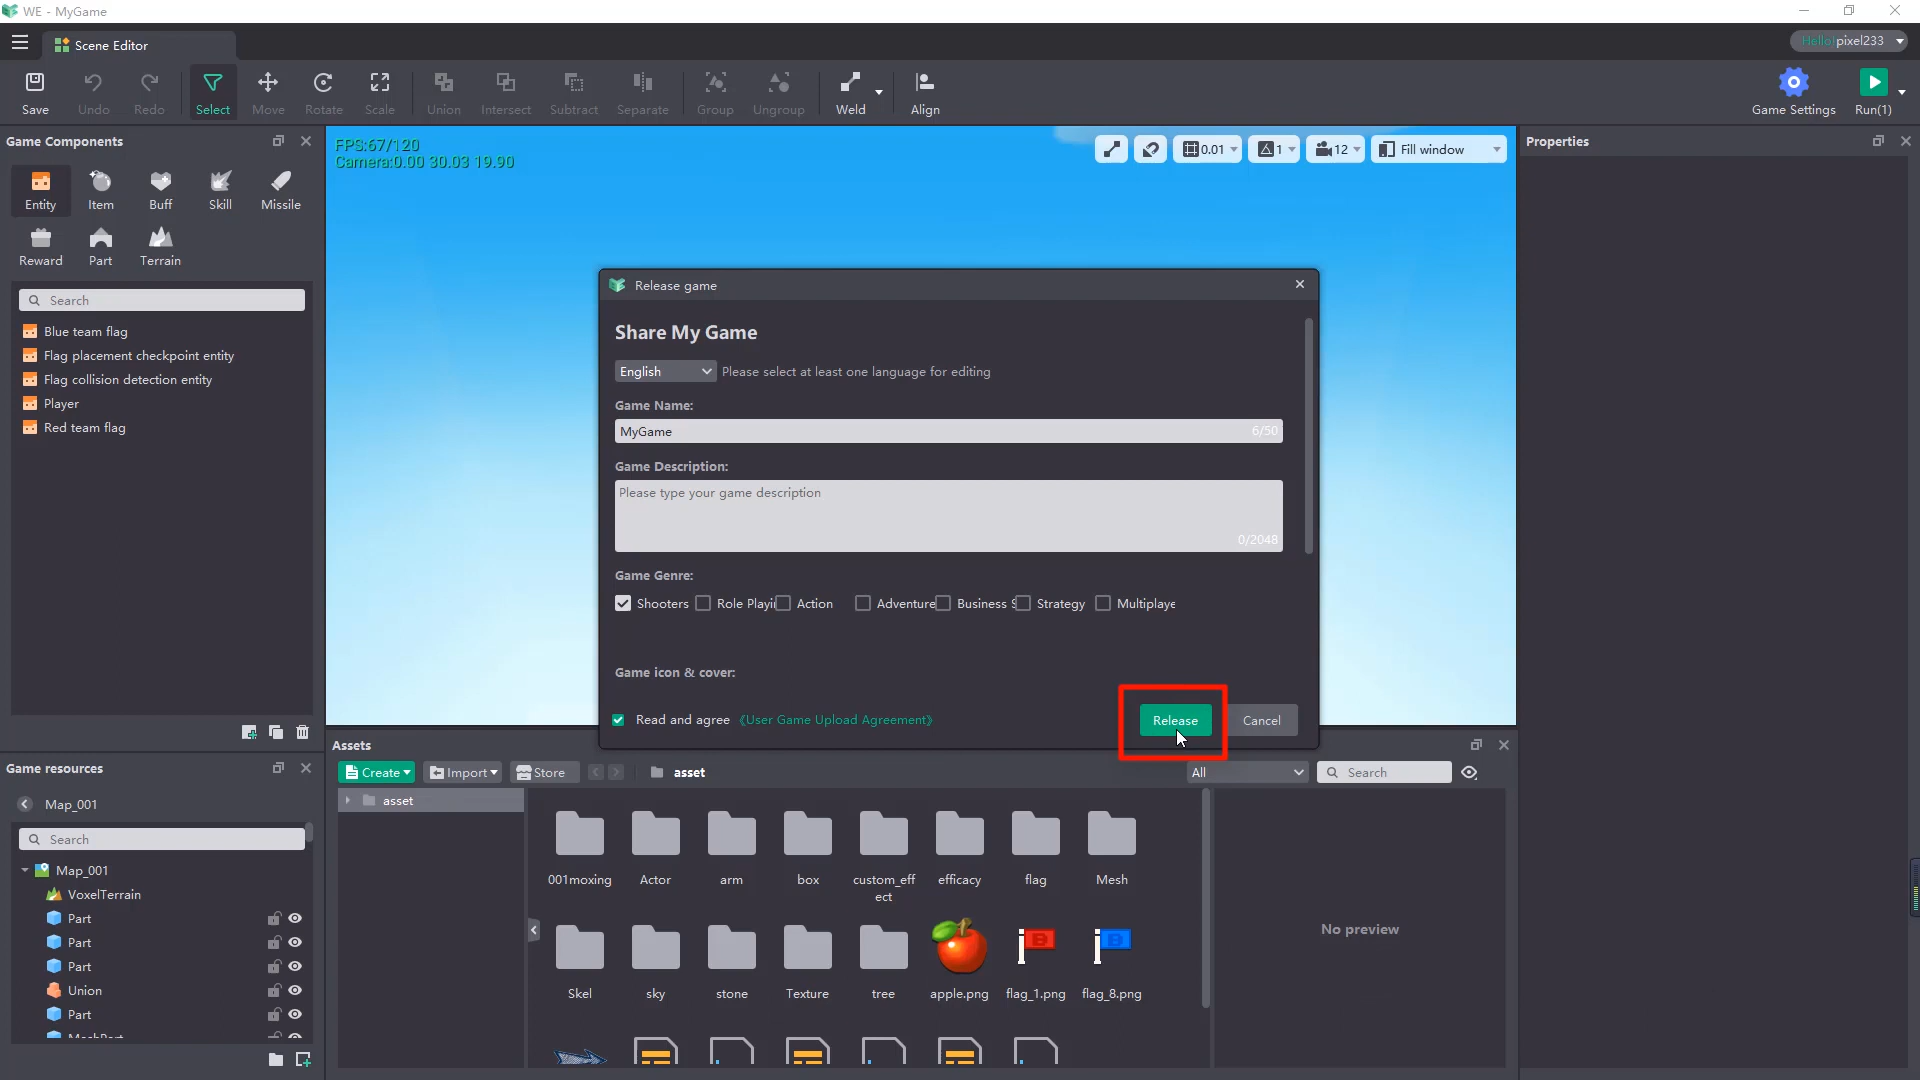 WE - MyGame
Scene Editor
Hello! pixel233
Save
Undo
Redo
Select
Move
Rotate
Scale
Union
Intersect
Subtract
Separate
Group
Ungroup
Weld
Align
Game Settings
Run(1)
Game Components
Entity
Item
Buff
Skill
Missile
Reward
Part
Terrain
Search
Blue team flag
Flag placement checkpoint entity
Flag collision detection entity
Player
Red team flag
FPS:67/120
Camera:0.00 30.03 19.90
0.01
1
12
Fill window
Properties
Release game
Share My Game
English
Please select at least one language for editing
Game Name:
MyGame
6/50
Game Description:
Please type your game description
0/2048
Game Genre:
Shooters
Role Playi
Action
Adventure
Business S
Strategy
Multiplaye
Game icon & cover:
Read and agree 《User Game Upload Agreement》
Release
Cancel
Game resources
Map_001
Search
Map_001
VoxelTerrain
Part
Part
Part
Union
Part
MeshPart
Assets
Create
Import
Store
asset
All
Search
asset
001moxing
Actor
arm
box
custom_eff
ect
efficacy
flag
Mesh
Skel
sky
stone
Texture
tree
apple.png
flag_1.png
flag_8.png
No preview